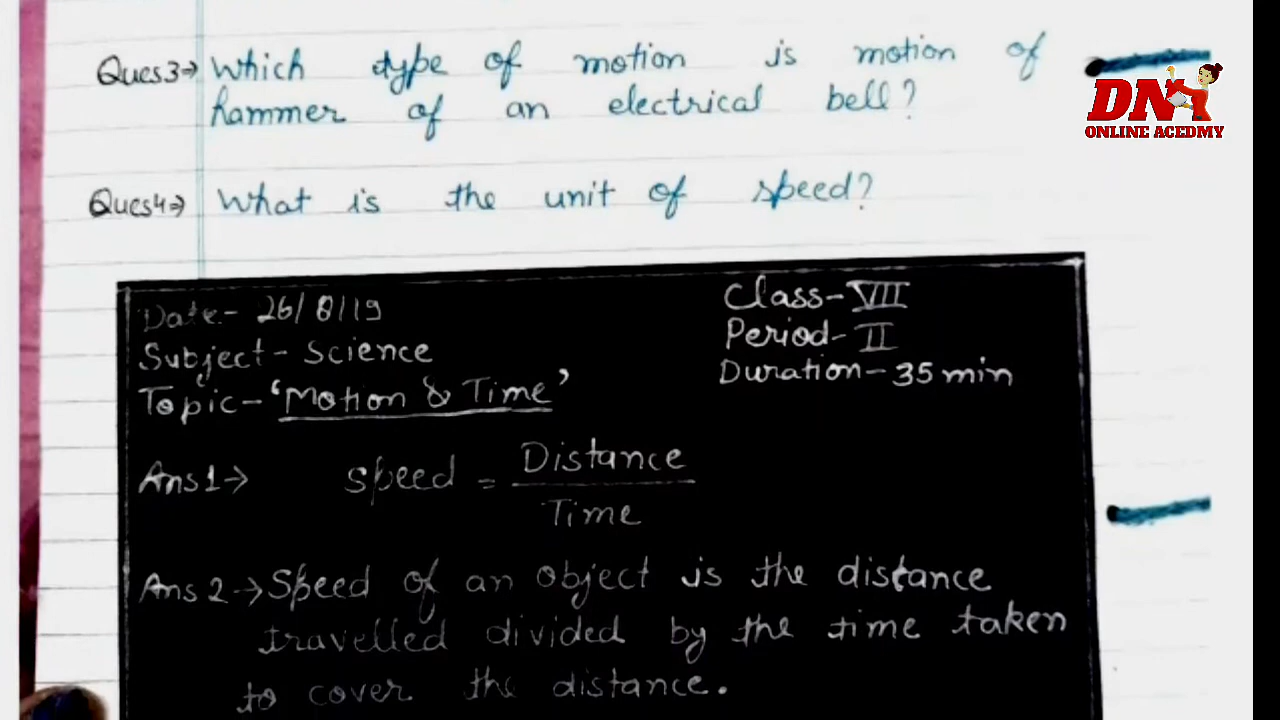 Ques3→ Which type of motion is motion of
hammer of an electrical bell?
DNA
ONLINE ACEDMY
Ques4→ What is the unit of speed?
Date- 26/8/19
Class- VII
Subject- Science
Period- II
Topic- 'Motion & Time'
Duration- 35 min
Ans1→ Speed = Distance
Time
Ans 2→ Speed of an object is the distance
travelled divided by the time taken
to cover the distance.